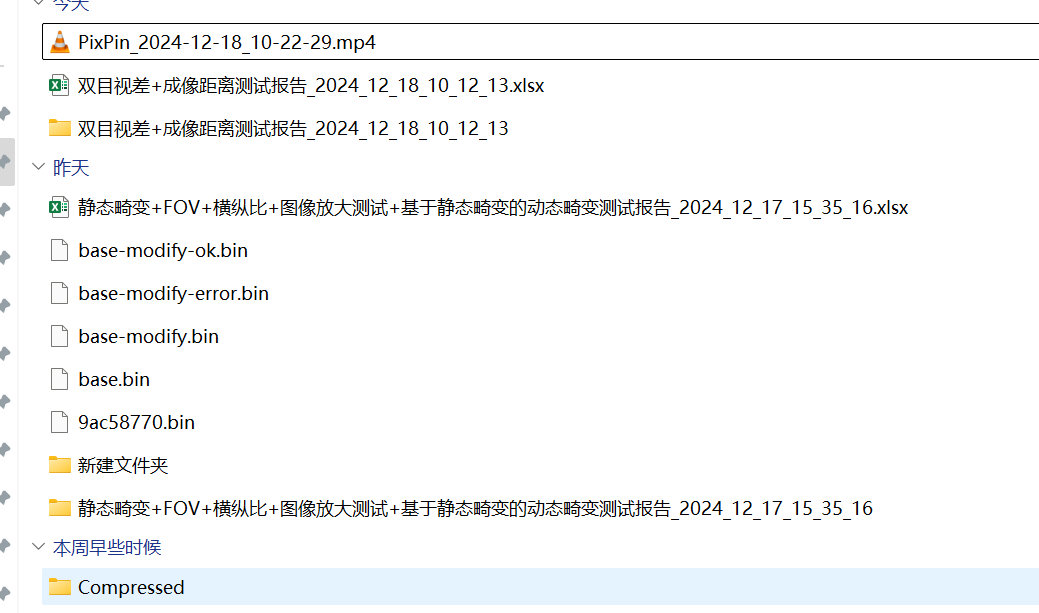 今天
PixPin_2024-12-18_10-22-29.mp4
双目视差+成像距离测试报告_2024_12_18_10_12_13.xlsx
双目视差+成像距离测试报告_2024_12_18_10_12_13
昨天
静态畸变+FOV+横纵比+图像放大测试+基于静态畸变的动态畸变测试报告_2024_12_17_15_35_16.xlsx
base-modify-ok.bin
base-modify-error.bin
base-modify.bin
base.bin
9ac58770.bin
新建文件夹
静态畸变+FOV+横纵比+图像放大测试+基于静态畸变的动态畸变测试报告_2024_12_17_15_35_16
本周早些时候
Compressed